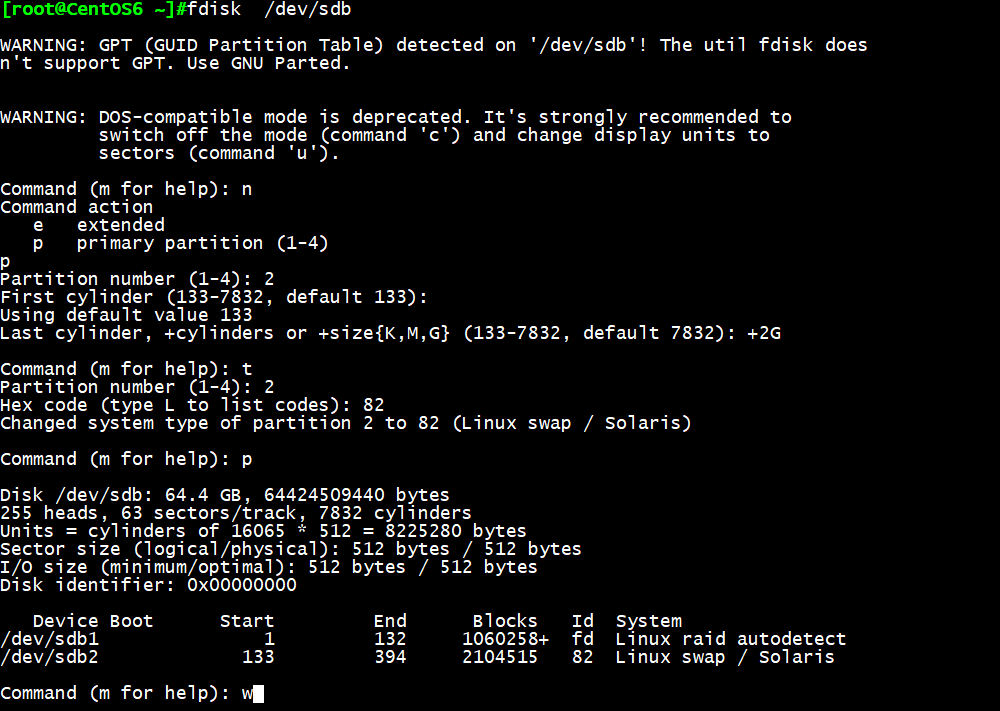 [root@CentOS6 ~]#fdisk  /dev/sdb
WARNING: GPT (GUID Partition Table) detected on '/dev/sdb'! The util fdisk does
n't support GPT. Use GNU Parted.
WARNING: DOS-compatible mode is deprecated. It's strongly recommended to
         switch off the mode (command 'c') and change display units to
         sectors (command 'u').
Command (m for help): n
Command action
   e   extended
   p   primary partition (1-4)
p
Partition number (1-4): 2
First cylinder (133-7832, default 133):
Using default value 133
Last cylinder, +cylinders or +size{K,M,G} (133-7832, default 7832): +2G
Command (m for help): t
Partition number (1-4): 2
Hex code (type L to list codes): 82
Changed system type of partition 2 to 82 (Linux swap / Solaris)
Command (m for help): p
Disk /dev/sdb: 64.4 GB, 64424509440 bytes
255 heads, 63 sectors/track, 7832 cylinders
Units = cylinders of 16065 * 512 = 8225280 bytes
Sector size (logical/physical): 512 bytes / 512 bytes
I/O size (minimum/optimal): 512 bytes / 512 bytes
Disk identifier: 0x00000000
   Device Boot      Start         End      Blocks   Id  System
/dev/sdb1               1         132     1060258+  fd  Linux raid autodetect
/dev/sdb2             133         394     2104515   82  Linux swap / Solaris
Command (m for help): w